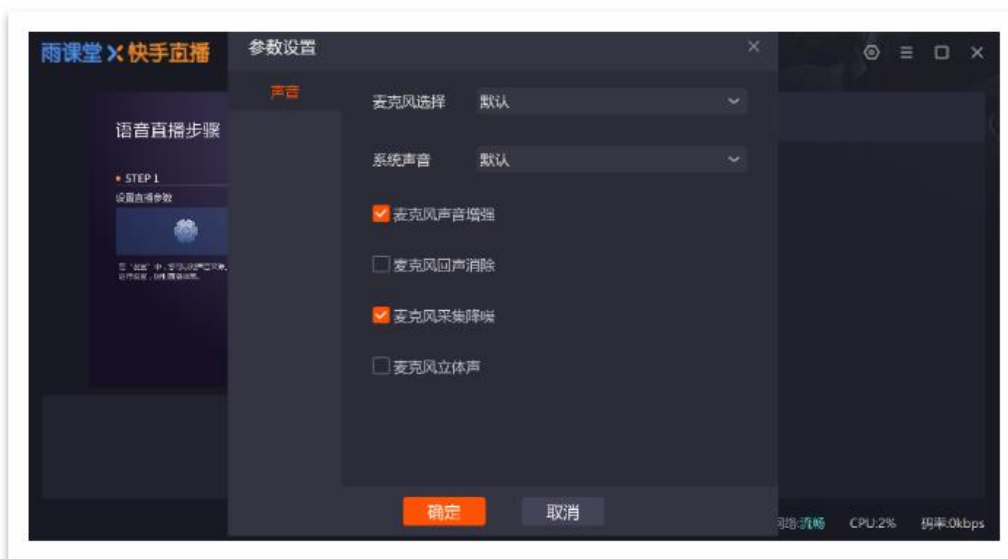 雨课堂 X 快手直播
参数设置
声音
麦克风选择 默认
系统声音 默认
麦克风声音增强
麦克风回声消除
麦克风采集降噪
麦克风立体声
确定 取消
语音直播步骤
STEP 1
设置直播参数
网络:流畅 CPU:2% 码率:0kbps